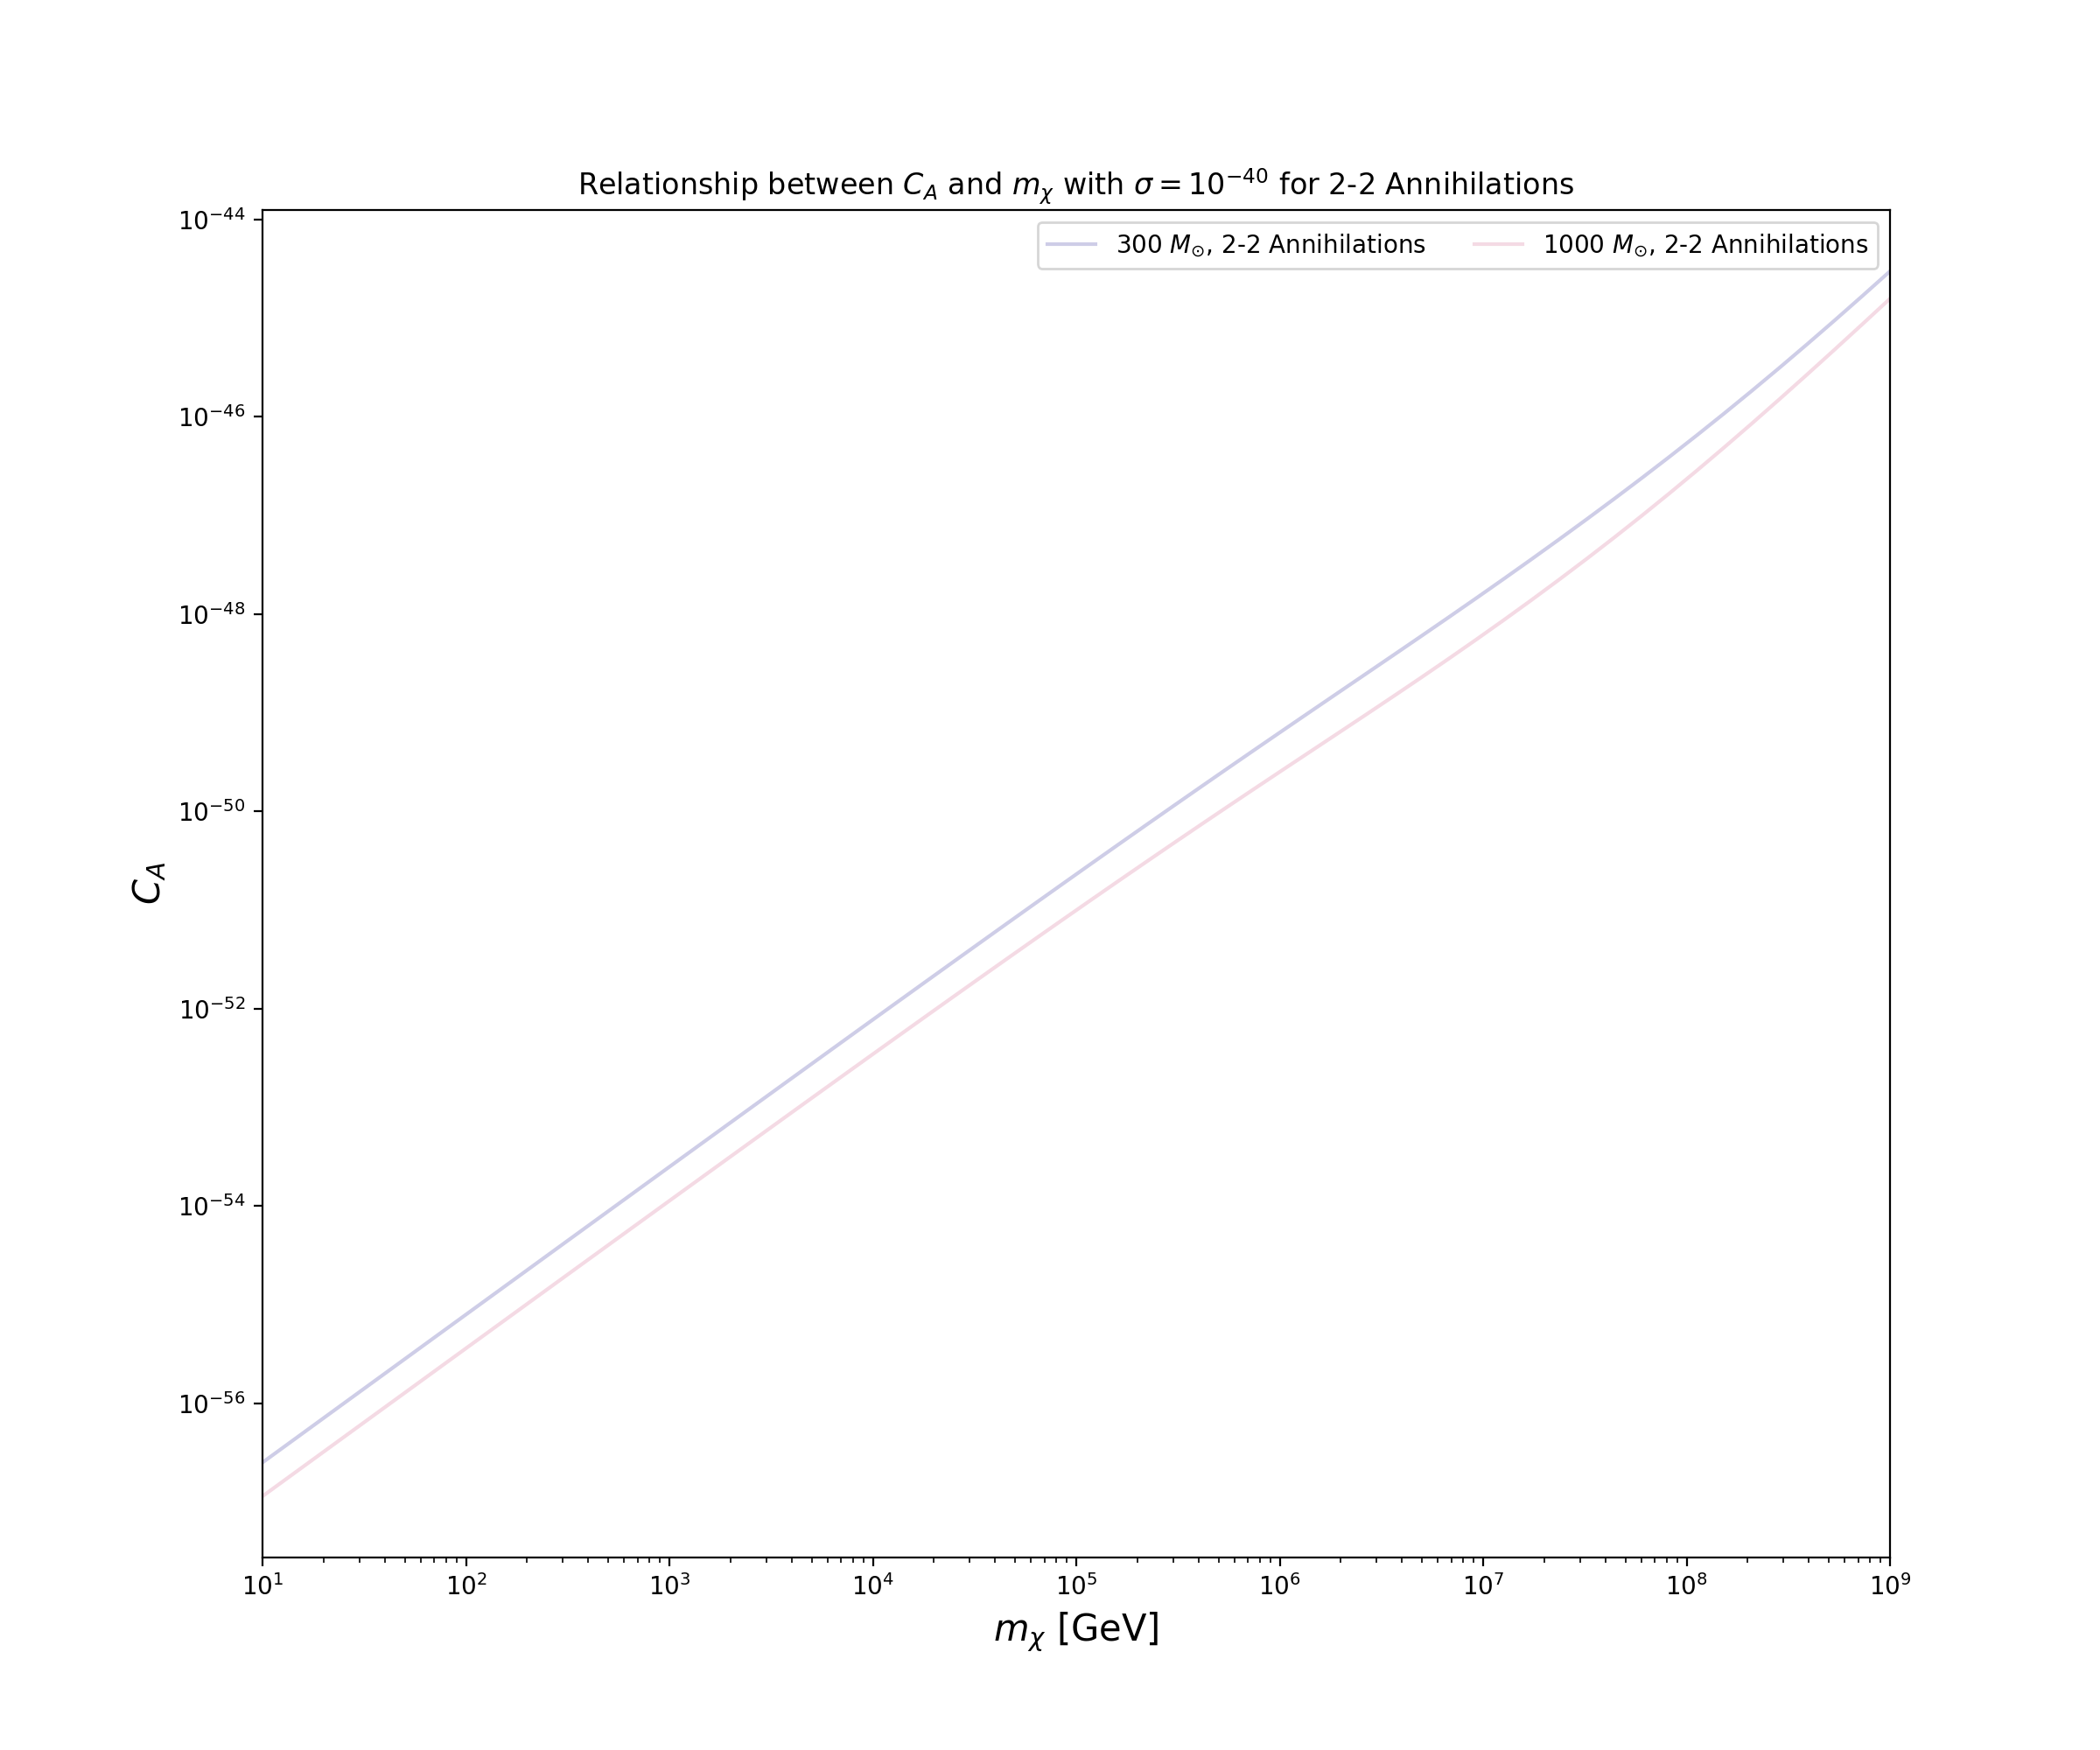 Relationship between C_A and m_χ with σ = 10^−40 for 2-2 Annihilations
300 M_⊙, 2-2 Annihilations
1000 M_⊙, 2-2 Annihilations
10^−44
10^−46
10^−48
10^−50
10^−52
10^−54
10^−56
C_A
10^1 10^2 10^3 10^4 10^5 10^6 10^7 10^8 10^9
m_χ [GeV]